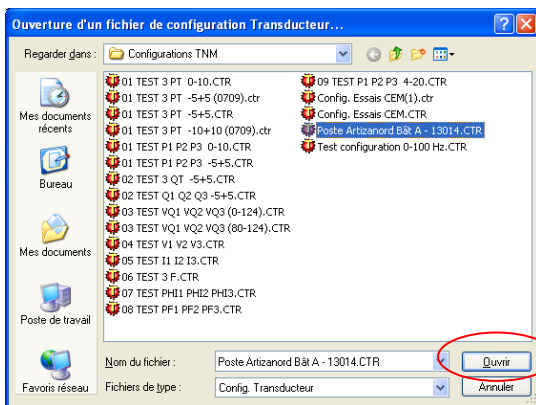 Ouverture d'un fichier de configuration Transducteur...
Regarder dans :
Configurations TNM
Mes documents récents
Bureau
Mes documents
Poste de travail
Favoris réseau
01 TEST 3 PT 0-10.CTR
01 TEST 3 PT -5+5 (0709).ctr
01 TEST 3 PT -5+5.CTR
01 TEST 3 PT -10+10 (0709).ctr
01 TEST P1 P2 P3 0-10.CTR
01 TEST P1 P2 P3 -5+5.CTR
02 TEST 3 QT -5+5.CTR
02 TEST Q1 Q2 Q3 -5+5.CTR
03 TEST VQ1 VQ2 VQ3 (0-124).CTR
03 TEST VQ1 VQ2 VQ3 (80-124).CTR
04 TEST V1 V2 V3.CTR
05 TEST I1 I2 I3.CTR
06 TEST 3 F.CTR
07 TEST PHI1 PHI2 PHI3.CTR
08 TEST PF1 PF2 PF3.CTR
09 TEST P1 P2 P3 4-20.CTR
Config. Essais CEM(1).ctr
Config. Essais CEM.CTR
Poste Artizanord Bât A - 13014.CTR
Test configuration 0-100 Hz.CTR
Nom du fichier :
Poste Artizanord Bât A - 13014.CTR
Ouvrir
Fichiers de type :
Config. Transducteur
Annuler